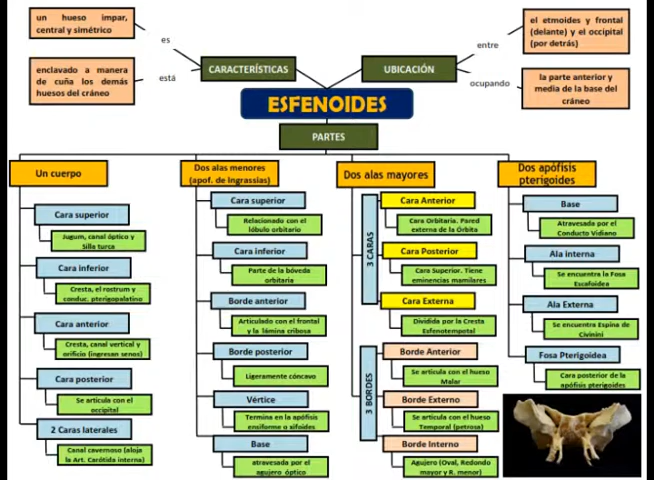 un hueso impar,
central y simétrico
es
enclavado a manera
de cuña los demás
huesos del cráneo
está
CARACTERÍSTICAS
UBICACIÓN
entre
el etmoides y frontal
(delante) y el occipital
(por detrás)
ocupando
la parte anterior y
media de la base del
cráneo
ESFENOIDES
PARTES
Un cuerpo
Cara superior
Jugum, canal óptico y
Silla turca
Cara inferior
Cresta, el rostrum y
conduc. pterigopalatino
Cara anterior
Cresta, canal vertical y
orificio (ingresan senos)
Cara posterior
Se articula con el
occipital
2 Caras laterales
Canal cavernoso (aloja
la Art. Carótida interna)
Dos alas menores
(apof. de Ingrassias)
Cara superior
Relacionado con el
lóbulo orbitario
Cara inferior
Parte de la bóveda
orbitaria
Borde anterior
Articulado con el frontal
y la lámina cribosa
Borde posterior
Ligeramente cóncavo
Vértice
Termina en la apófisis
ensiforme o xifoides
Base
atravesada por el
agujero óptico
Dos alas mayores
3 CARAS
Cara Anterior
Cara Orbitaria. Pared
externa de la Órbita
Cara Posterior
Cara Superior. Tiene
eminencias mamilares
Cara Externa
Dividida por la Cresta
Esfenotempotal
3 BORDES
Borde Anterior
Se articula con el hueso
Malar
Borde Externo
Se articula con el hueso
Temporal (petrosa)
Borde Interno
Agujero (Oval, Redondo
mayor y R. menor)
Dos apófisis
pterigoides
Base
Atravesada por el
Conducto Vidiano
Ala interna
Se encuentra la Fosa
Escafoidea
Ala Externa
Se encuentra Espina de
Civinini
Fosa Pterigoidea
Cara posterior de la
apófisis pterigoides